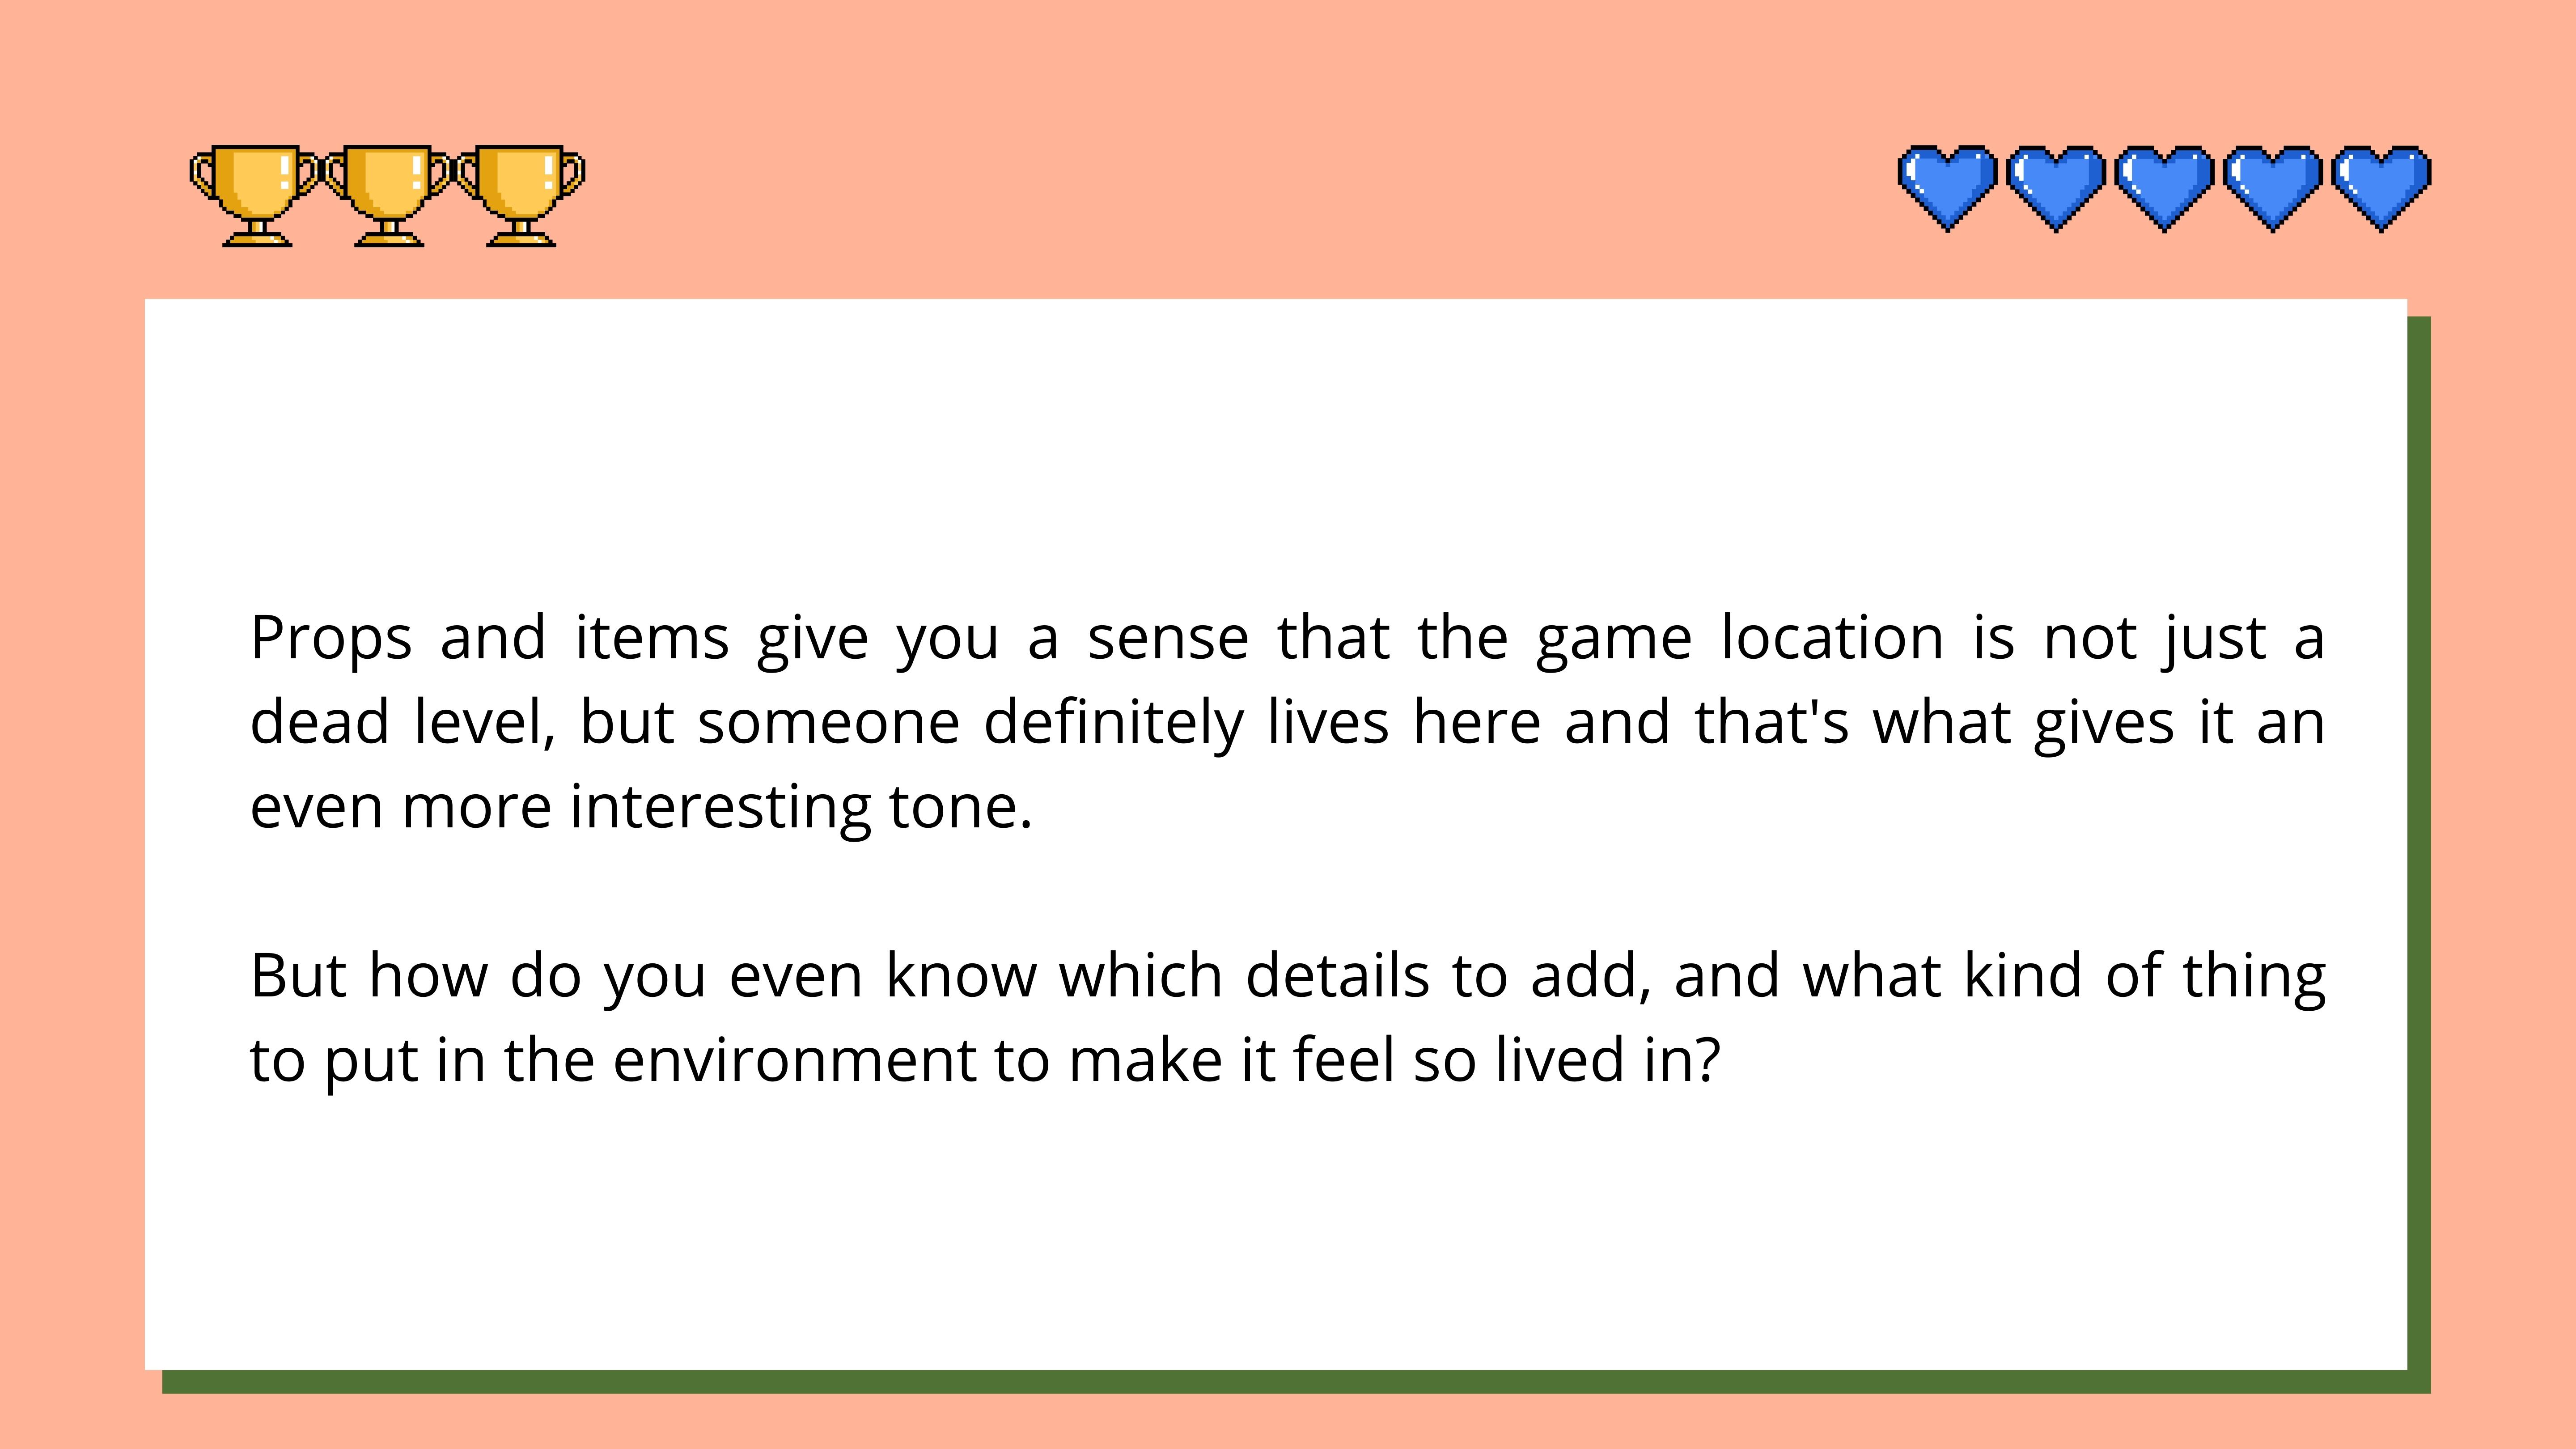 Props and items give you a sense that the game location is not just a
dead level, but someone definitely lives here and that's what gives it an
even more interesting tone.
But how do you even know which details to add, and what kind of thing
to put in the environment to make it feel so lived in?